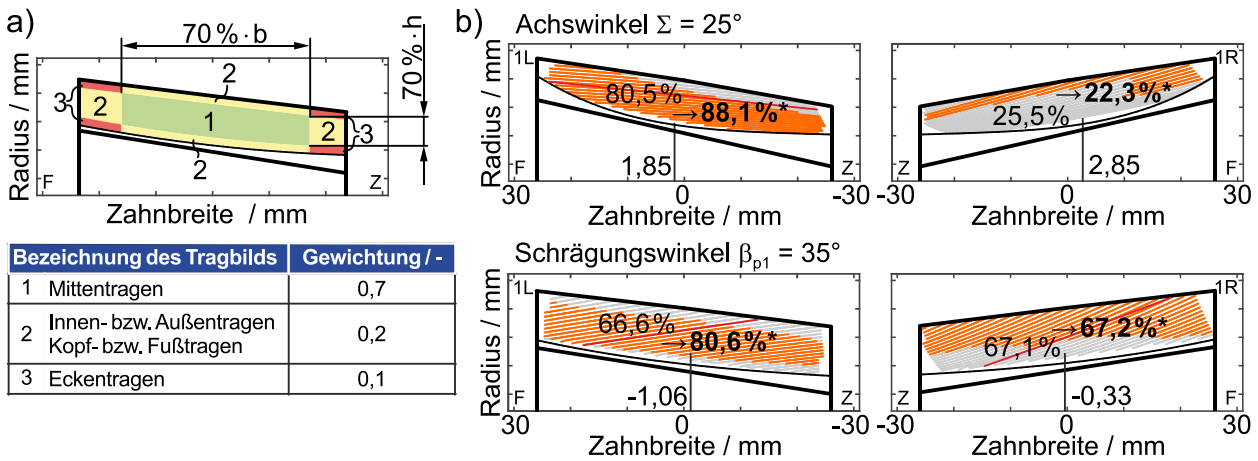 a)
70 %·b
70 %·h
2
3
2
1
2
3
2
F
Z
Radius / mm
Zahnbreite / mm
Bezeichnung des Tragbilds Gewichtung / -
1 Mittentragen 0,7
2 Innen- bzw. Außentragen
Kopf- bzw. Fußtragen 0,2
3 Eckentragen 0,1
b)
Achswinkel Σ = 25°
1L
80,5%
→88,1%*
1,85
F
Z
30 0 -30
Radius / mm
Zahnbreite / mm
1R
→22,3%*
25,5%
2,85
Z
F
-30 0 30
Zahnbreite / mm
Schrägungswinkel βp1 = 35°
1L
66,6%
→80,6%*
-1,06
F
Z
30 0 -30
Radius / mm
Zahnbreite / mm
1R
→67,2%*
67,1%
-0,33
Z
F
-30 0 30
Zahnbreite / mm